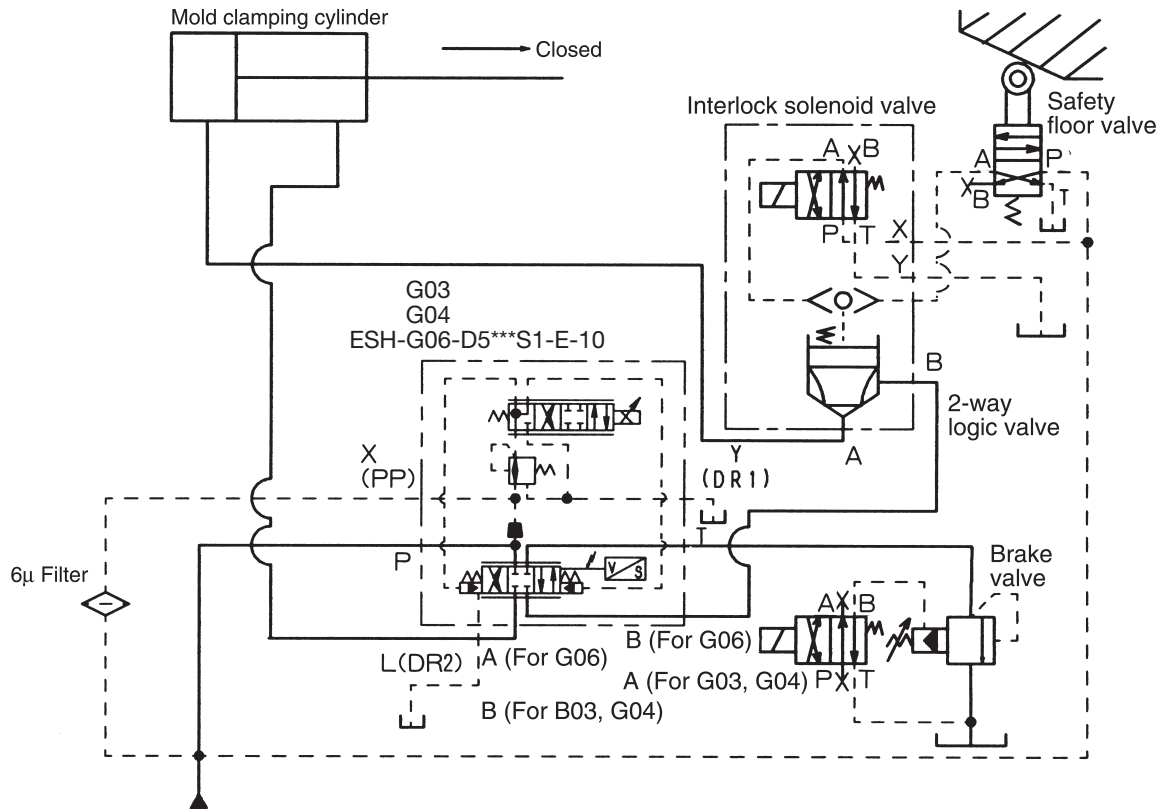 Mold clamping cylinder
Closed
Interlock solenoid valve
Safety
floor valve
A
B
P
T
X
Y
A
P
B
T
B
2-way
logic valve
A
G03
G04
ESH-G06-D5***S1-E-10
X
(PP)
Y
(DR1)
T
P
V
S
6µ Filter
Brake
valve
L(DR2)
A (For G06)
B (For B03, G04)
B (For G06)
A (For G03, G04)
A
B
P
T